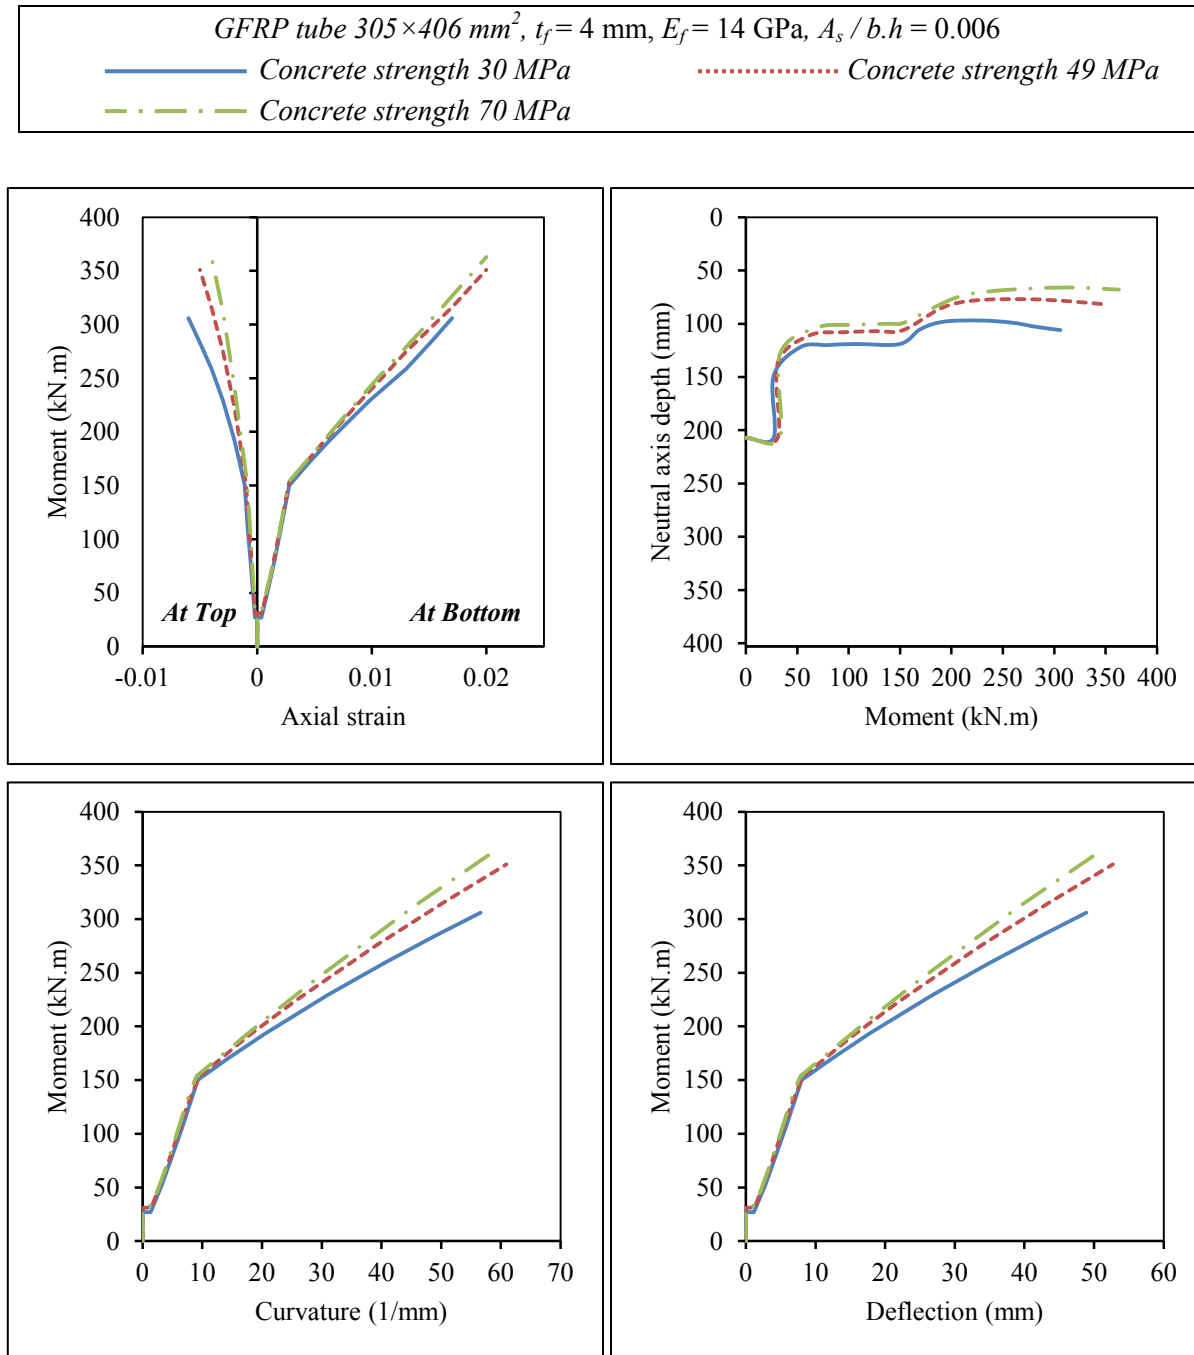 GFRP tube 305×406 mm², t_f = 4 mm, E_f = 14 GPa, A_s / b.h = 0.006
Concrete strength 30 MPa
Concrete strength 49 MPa
Concrete strength 70 MPa
400
350
300
250
200
150
100
50
0
Moment (kN.m)
At Top
At Bottom
-0.01 0 0.01 0.02
Axial strain
0
50
100
150
200
250
300
350
400
Neutral axis depth (mm)
0 50 100 150 200 250 300 350 400
Moment (kN.m)
400
350
300
250
200
150
100
50
0
Moment (kN.m)
0 10 20 30 40 50 60 70
Curvature (1/mm)
400
350
300
250
200
150
100
50
0
Moment (kN.m)
0 10 20 30 40 50 60
Deflection (mm)